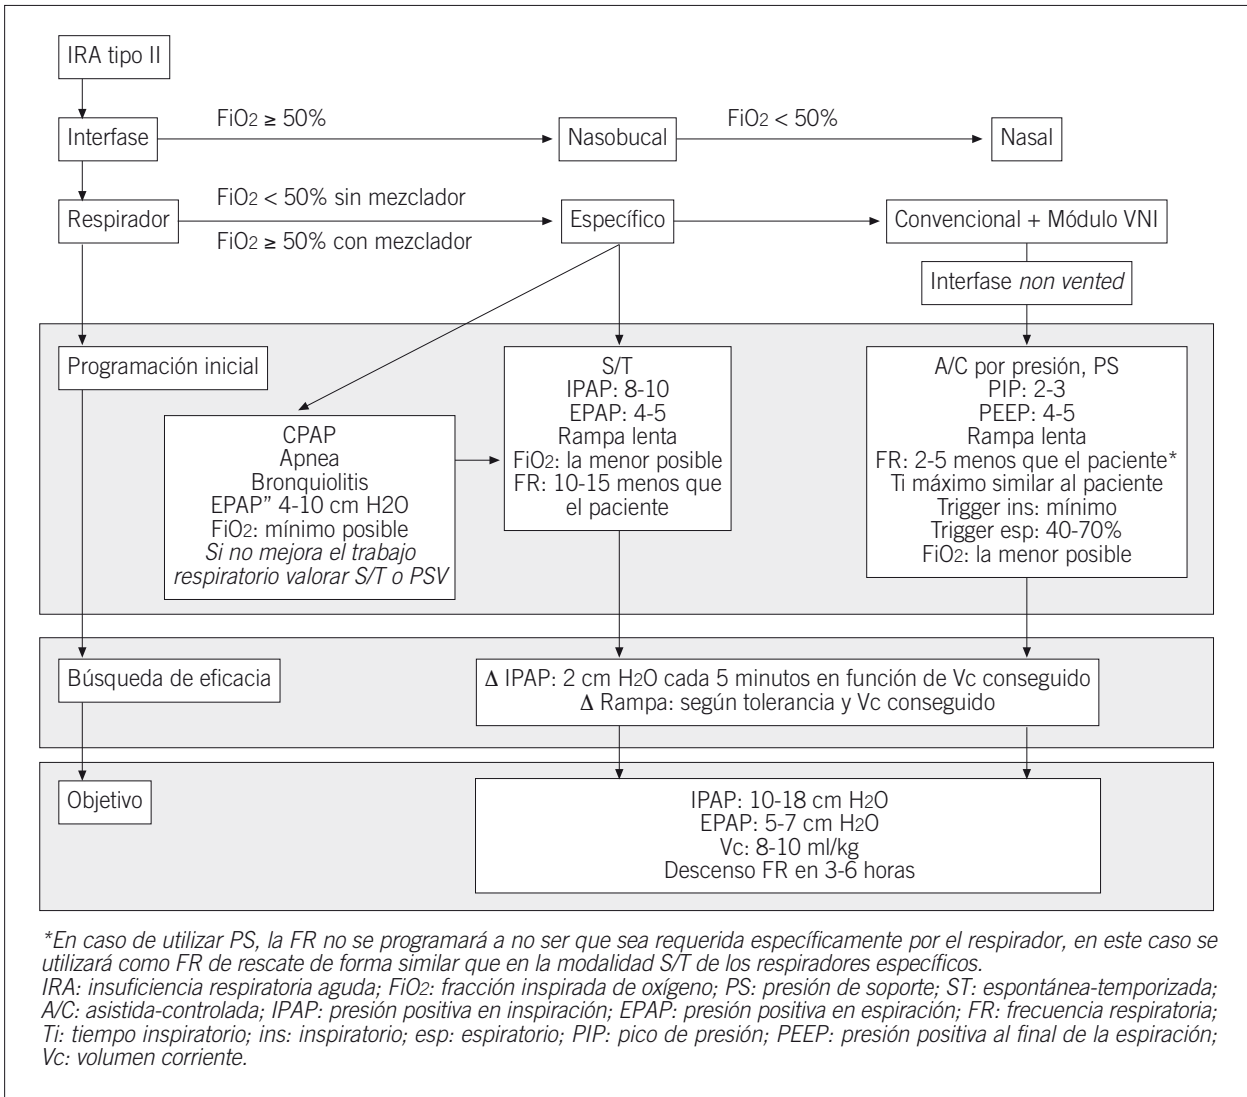 IRA tipo II
Interfase
FiO2 ≥ 50%
Nasobucal
FiO2 < 50%
Nasal
Respirador
FiO2 < 50% sin mezclador
FiO2 ≥ 50% con mezclador
Específico
Convencional + Módulo VNI
Interfase non vented
Programación inicial
CPAP
Apnea
Bronquiolitis
EPAP” 4-10 cm H2O
FiO2: mínimo posible
Si no mejora el trabajo
respiratorio valorar S/T o PSV
S/T
IPAP: 8-10
EPAP: 4-5
Rampa lenta
FiO2: la menor posible
FR: 10-15 menos que
el paciente
A/C por presión, PS
PIP: 2-3
PEEP: 4-5
Rampa lenta
FR: 2-5 menos que el paciente*
Ti máximo similar al paciente
Trigger ins: mínimo
Trigger esp: 40-70%
FiO2: la menor posible
Búsqueda de eficacia
Δ IPAP: 2 cm H2O cada 5 minutos en función de Vc conseguido
Δ Rampa: según tolerancia y Vc conseguido
Objetivo
IPAP: 10-18 cm H2O
EPAP: 5-7 cm H2O
Vc: 8-10 ml/kg
Descenso FR en 3-6 horas
*En caso de utilizar PS, la FR no se programará a no ser que sea requerida específicamente por el respirador, en este caso se
utilizará como FR de rescate de forma similar que en la modalidad S/T de los respiradores específicos.
IRA: insuficiencia respiratoria aguda; FiO2: fracción inspirada de oxígeno; PS: presión de soporte; ST: espontánea-temporizada;
A/C: asistida-controlada; IPAP: presión positiva en inspiración; EPAP: presión positiva en espiración; FR: frecuencia respiratoria;
Ti: tiempo inspiratorio; ins: inspiratorio; esp: espiratorio; PIP: pico de presión; PEEP: presión positiva al final de la espiración;
Vc: volumen corriente.